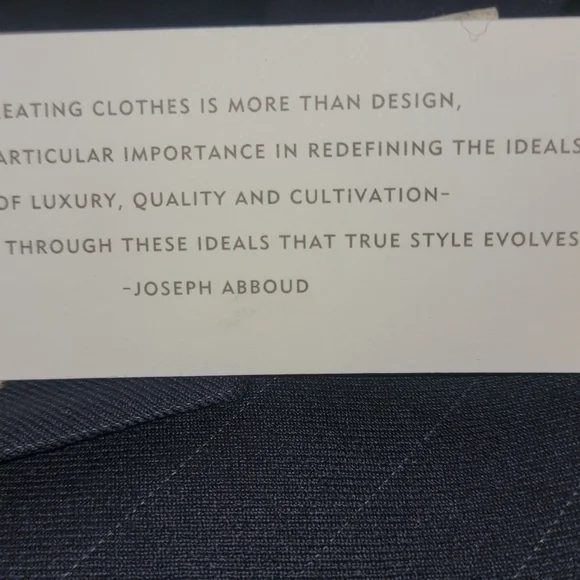 EATING CLOTHES IS MORE THAN DESIGN,
ARTICULAR IMPORTANCE IN REDEFINING THE IDEALS
OF LUXURY, QUALITY AND CULTIVATION-
THROUGH THESE IDEALS THAT TRUE STYLE EVOLVES
-JOSEPH ABBOUD